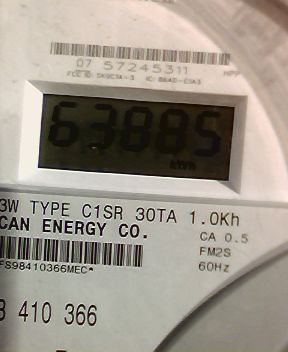 07 57245311
63885
kWh
3W TYPE C1SR 30TA 1.0Kh
CAN ENERGY CO.
CA 0.5
FM2S
60Hz
FS98410366MEC*
8 410 366